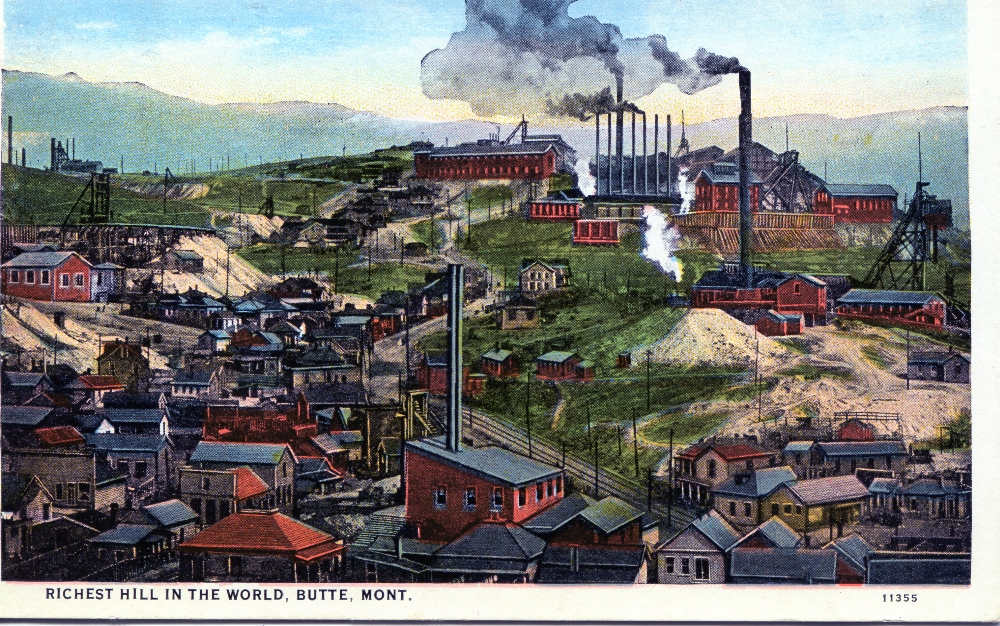 RICHEST HILL IN THE WORLD, BUTTE, MONT.
11355